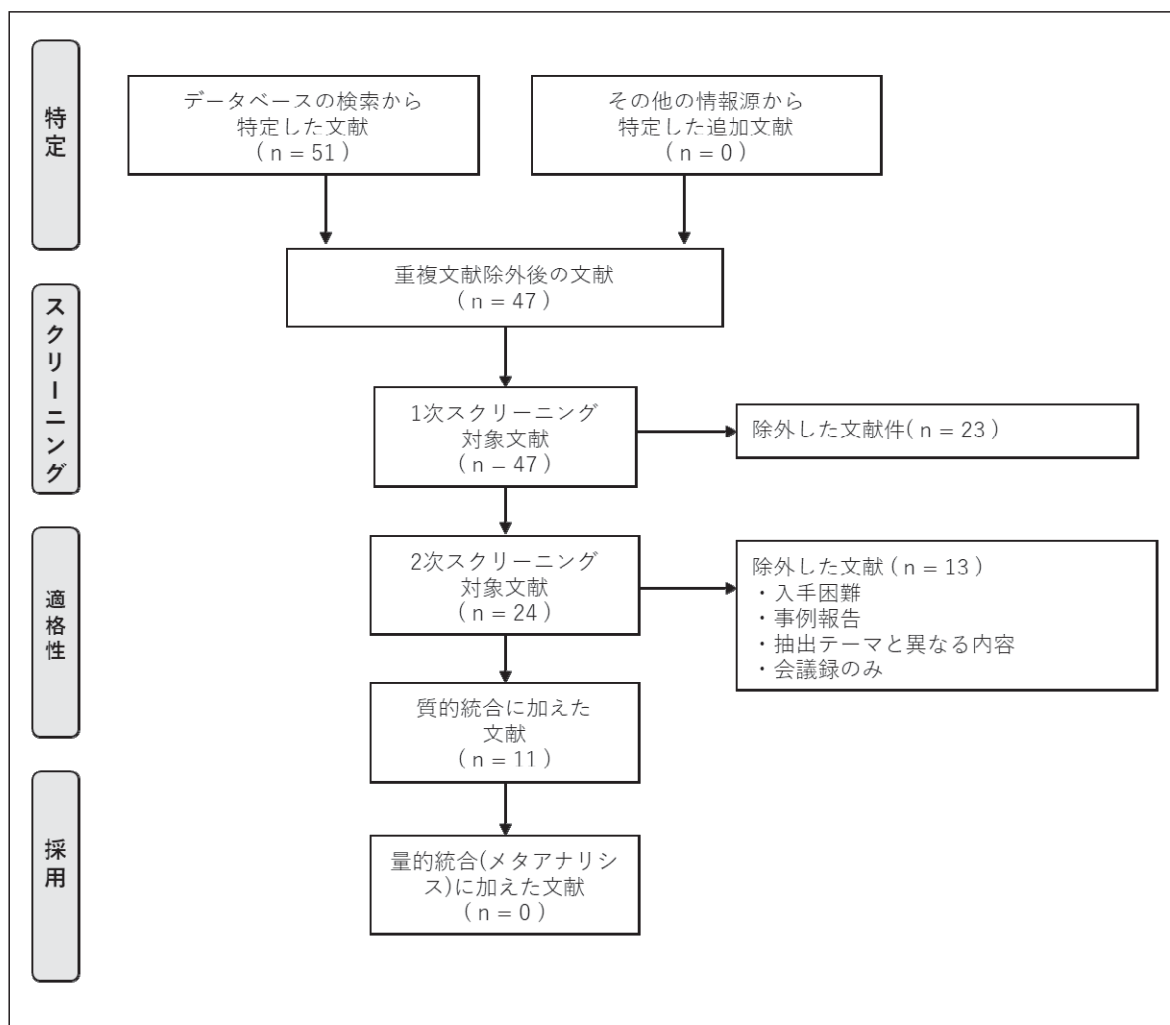 特定
データベースの検索から
特定した文献
( n = 51 )
その他の情報源から
特定した追加文献
( n = 0 )
重複文献除外後の文献
( n = 47 )
スクリーニング
1次スクリーニング
対象文献
( n – 47 )
除外した文献件( n = 23 )
適格性
2次スクリーニング
対象文献
( n = 24 )
除外した文献 ( n = 13 )
・入手困難
・事例報告
・抽出テーマと異なる内容
・会議録のみ
質的統合に加えた
文献
( n = 11 )
採用
量的統合(メタアナリシ
ス)に加えた文献
( n = 0 )